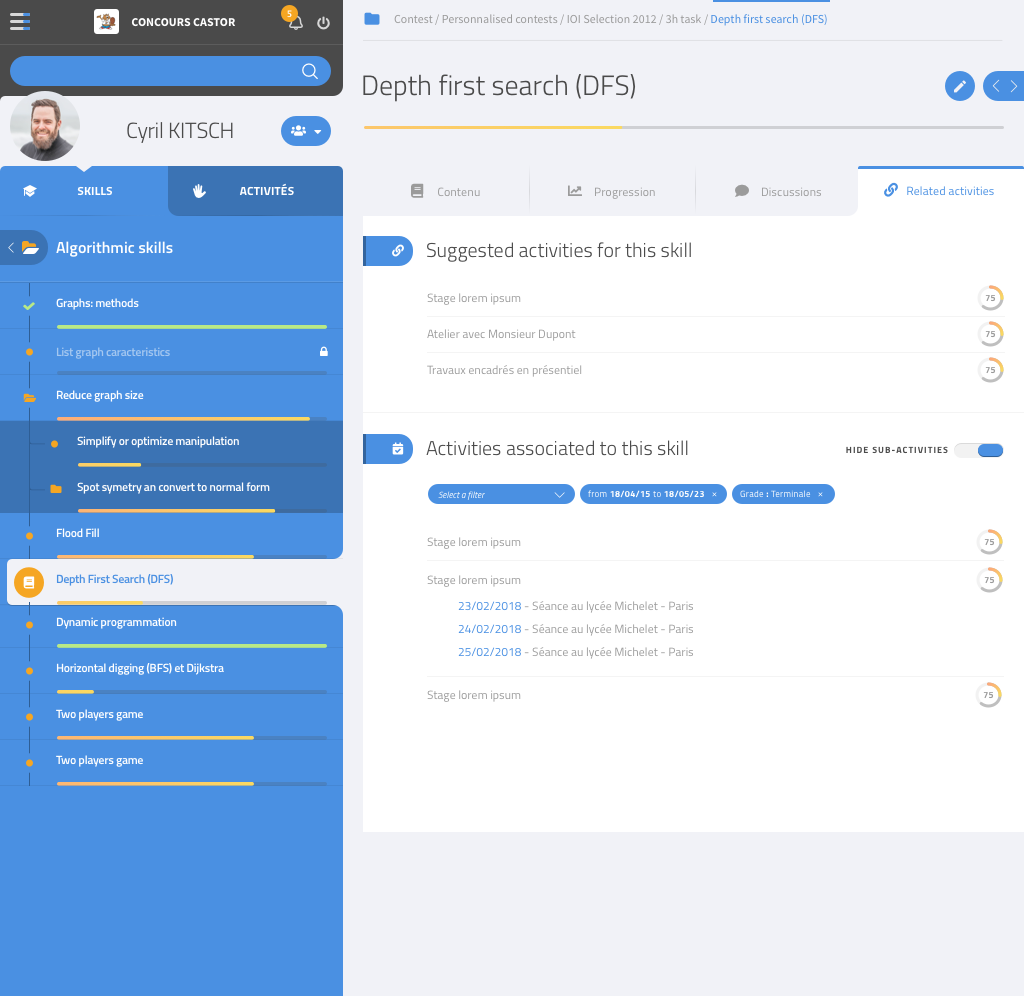 CONCOURS CASTOR
5
Cyril KITSCH
SKILLS
ACTIVITÉS
Algorithmic skills
Graphs: methods
List graph caracteristics
Reduce graph size
Simplify or optimize manipulation
Spot symetry an convert to normal form
Flood Fill
Depth First Search (DFS)
Dynamic programmation
Horizontal digging (BFS) et Dijkstra
Two players game
Two players game
Contest / Personnalised contests / IOI Selection 2012 / 3h task / Depth first search (DFS)
Depth first search (DFS)
Contenu
Progression
Discussions
Related activities
Suggested activities for this skill
Stage lorem ipsum 75
Atelier avec Monsieur Dupont 75
Travaux encadrés en présentiel 75
Activities associated to this skill
HIDE SUB-ACTIVITIES
Select a filter
from 18/04/15 to 18/05/23 ×
Grade : Terminale ×
Stage lorem ipsum 75
Stage lorem ipsum 75
23/02/2018 - Séance au lycée Michelet - Paris
24/02/2018 - Séance au lycée Michelet - Paris
25/02/2018 - Séance au lycée Michelet - Paris
Stage lorem ipsum 75